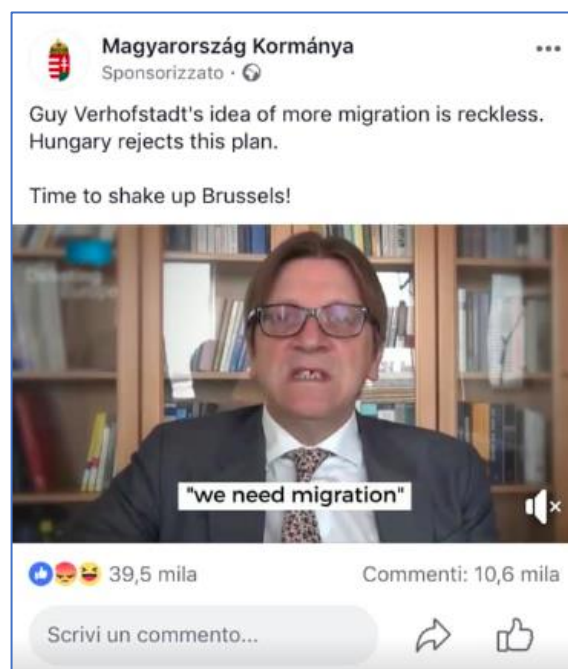 Magyarország Kormánya
Sponsorizzato ·
Guy Verhofstadt's idea of more migration is reckless.
Hungary rejects this plan.
Time to shake up Brussels!
"we need migration"
39,5 mila
Commenti: 10,6 mila
Scrivi un commento...